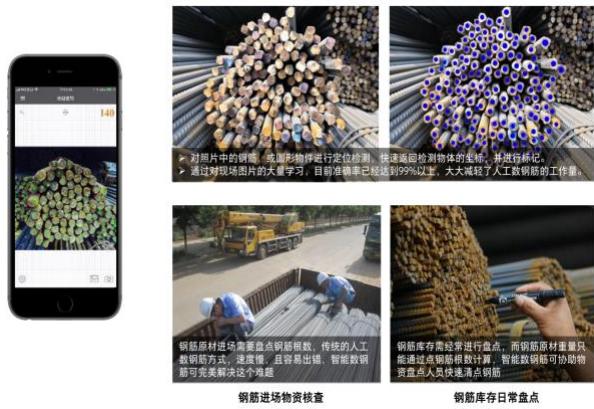 140
➢ 对照片中的钢筋，或圆形物件进行定位检测，快速返回检测物体的坐标，并进行标记。
➢ 通过对现场图片的大量学习，目前准确率已经达到99%以上，大大减轻了人工数钢筋的工作量。
钢筋原材进场需要盘点钢筋根数，传统的人工
数钢筋方式，速度慢，且容易出错，智能数钢
筋可完美解决这个难题
钢筋库存需经常进行盘点，而钢筋原材重量只
能通过点钢筋根数计算，智能数钢筋可协助物
资盘点人员快速清点钢筋
钢筋进场物资核查
钢筋库存日常盘点